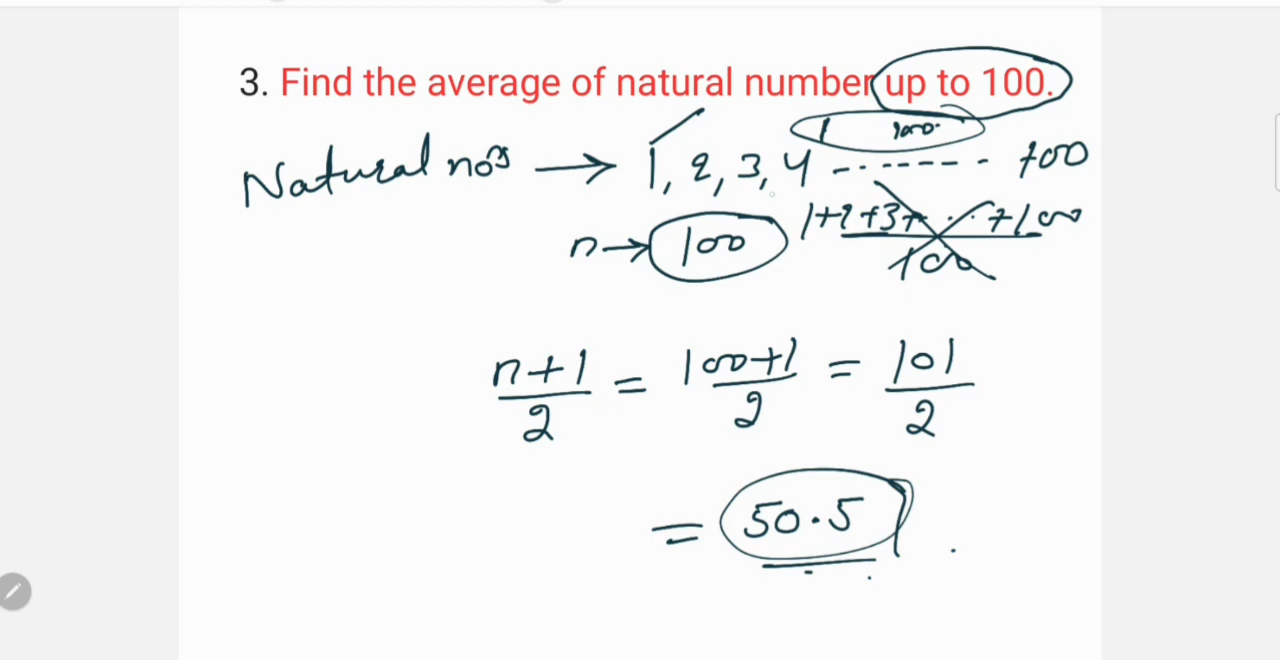 3. Find the average of natural number up to 100.
1 100.
Natural nos → 1, 2, 3, 4 ------- 100
n → 100
1+2+3+ ... +100
100
n+1 = 100+1 = 101
2 2 2
= 50.5